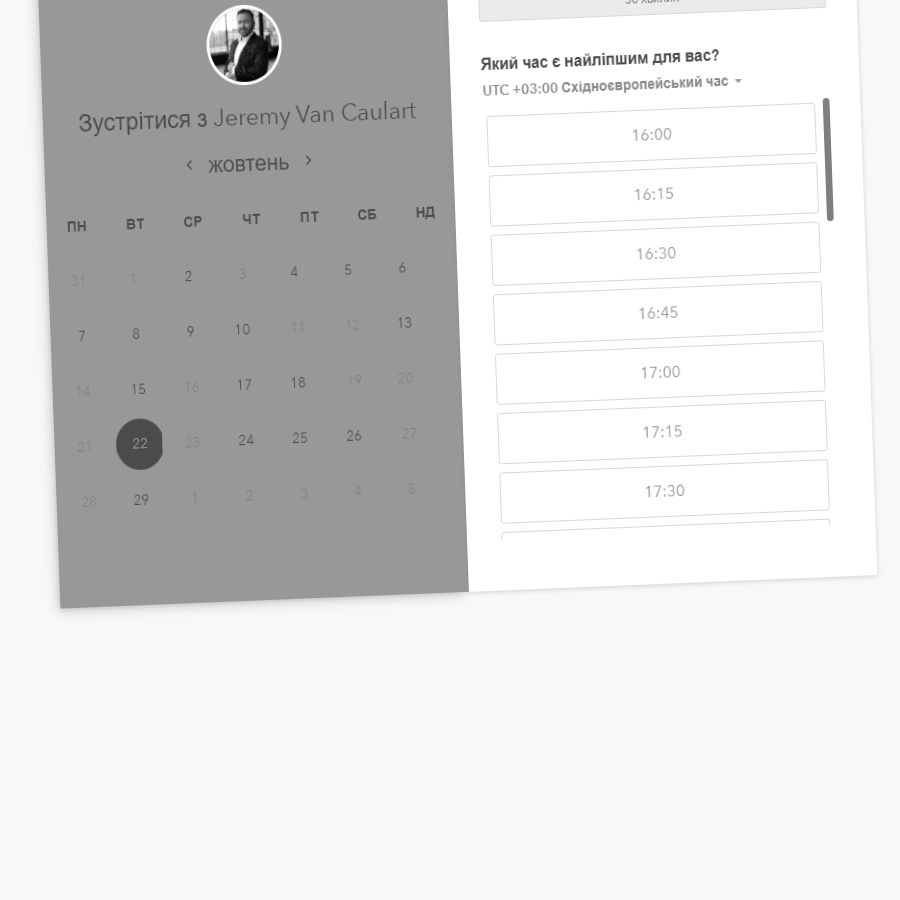 Зустрітися з Jeremy Van Caulart
‹ жовтень ›
ПН ВТ СР ЧТ ПТ СБ НД
31 1 2 3 4 5 6
7 8 9 10 11 12 13
14 15 16 17 18 19 20
21 22 23 24 25 26 27
28 29 1 2 3 4 5
30 хвилин
Який час є найліпшим для вас?
UTC +03:00 Східноєвропейський час
16:00
16:15
16:30
16:45
17:00
17:15
17:30